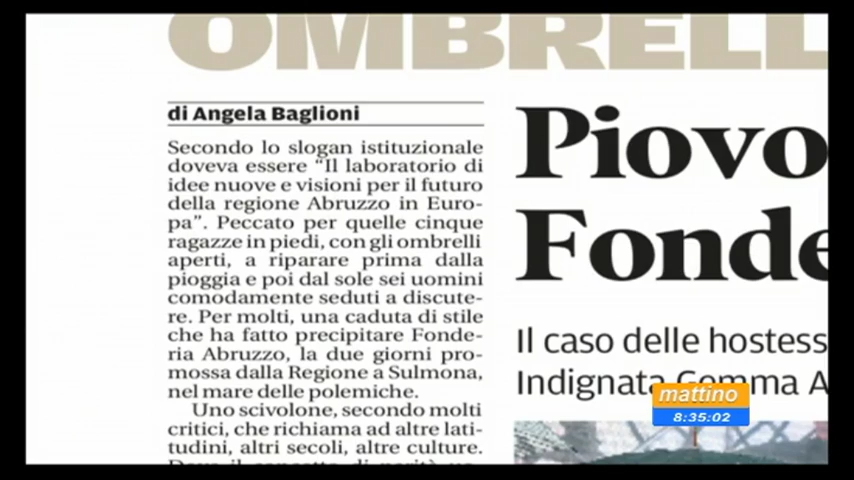 OMBRELL
di Angela Baglioni
Secondo lo slogan istituzionale
doveva essere “Il laboratorio di
idee nuove e visioni per il futuro
della regione Abruzzo in Euro-
pa”. Peccato per quelle cinque
ragazze in piedi, con gli ombrelli
aperti, a riparare prima dalla
pioggia e poi dal sole sei uomini
comodamente seduti a discute-
re. Per molti, una caduta di stile
che ha fatto precipitare Fonde-
ria Abruzzo, la due giorni pro-
mossa dalla Regione a Sulmona,
nel mare delle polemiche.
Uno scivolone, secondo molti
critici, che richiama ad altre lati-
tudini, altri secoli, altre culture.
Piovo
Fonde
Il caso delle hostess
Indignata Gemma A
mattino
8:35:02